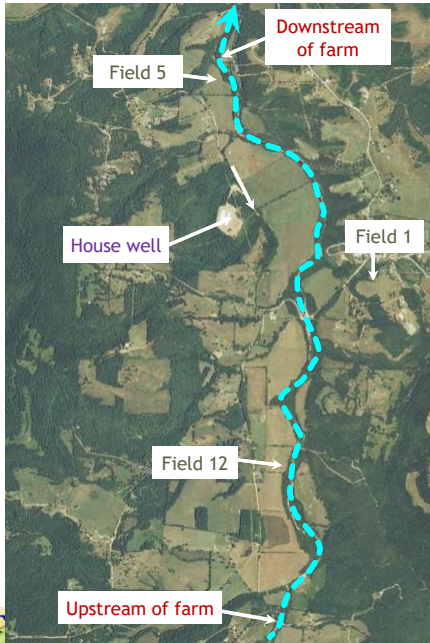 Downstream
of farm
Field 5
House well
Field 1
Field 12
Upstream of farm